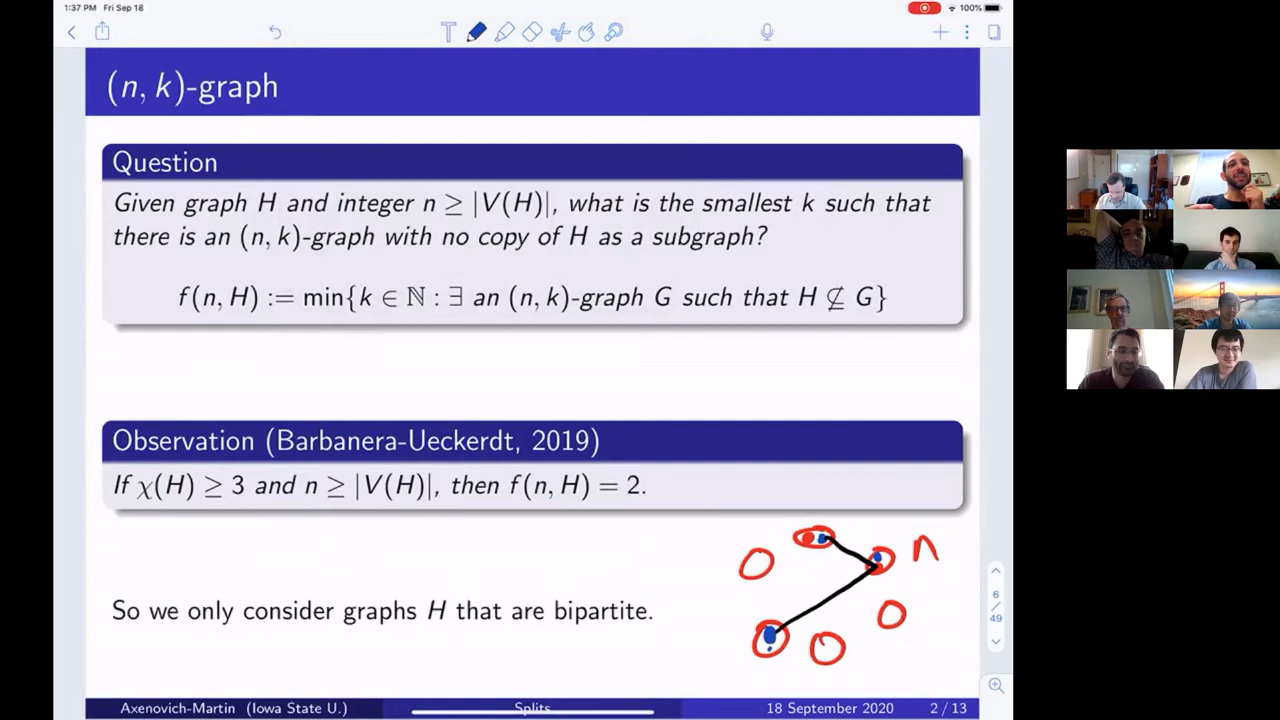 1:37 PM Fri Sep 18
100%
(n, k)-graph
Question
Given graph H and integer n ≥ |V(H)|, what is the smallest k such that
there is an (n, k)-graph with no copy of H as a subgraph?
f(n, H) := min{k ∈ ℕ : ∃ an (n, k)-graph G such that H ⊈ G}
Observation (Barbanera-Ueckerdt, 2019)
If χ(H) ≥ 3 and n ≥ |V(H)|, then f(n, H) = 2.
n
So we only consider graphs H that are bipartite.
6
/
49
Axenovich-Martin (Iowa State U.) Splits 18 September 2020 2 / 13